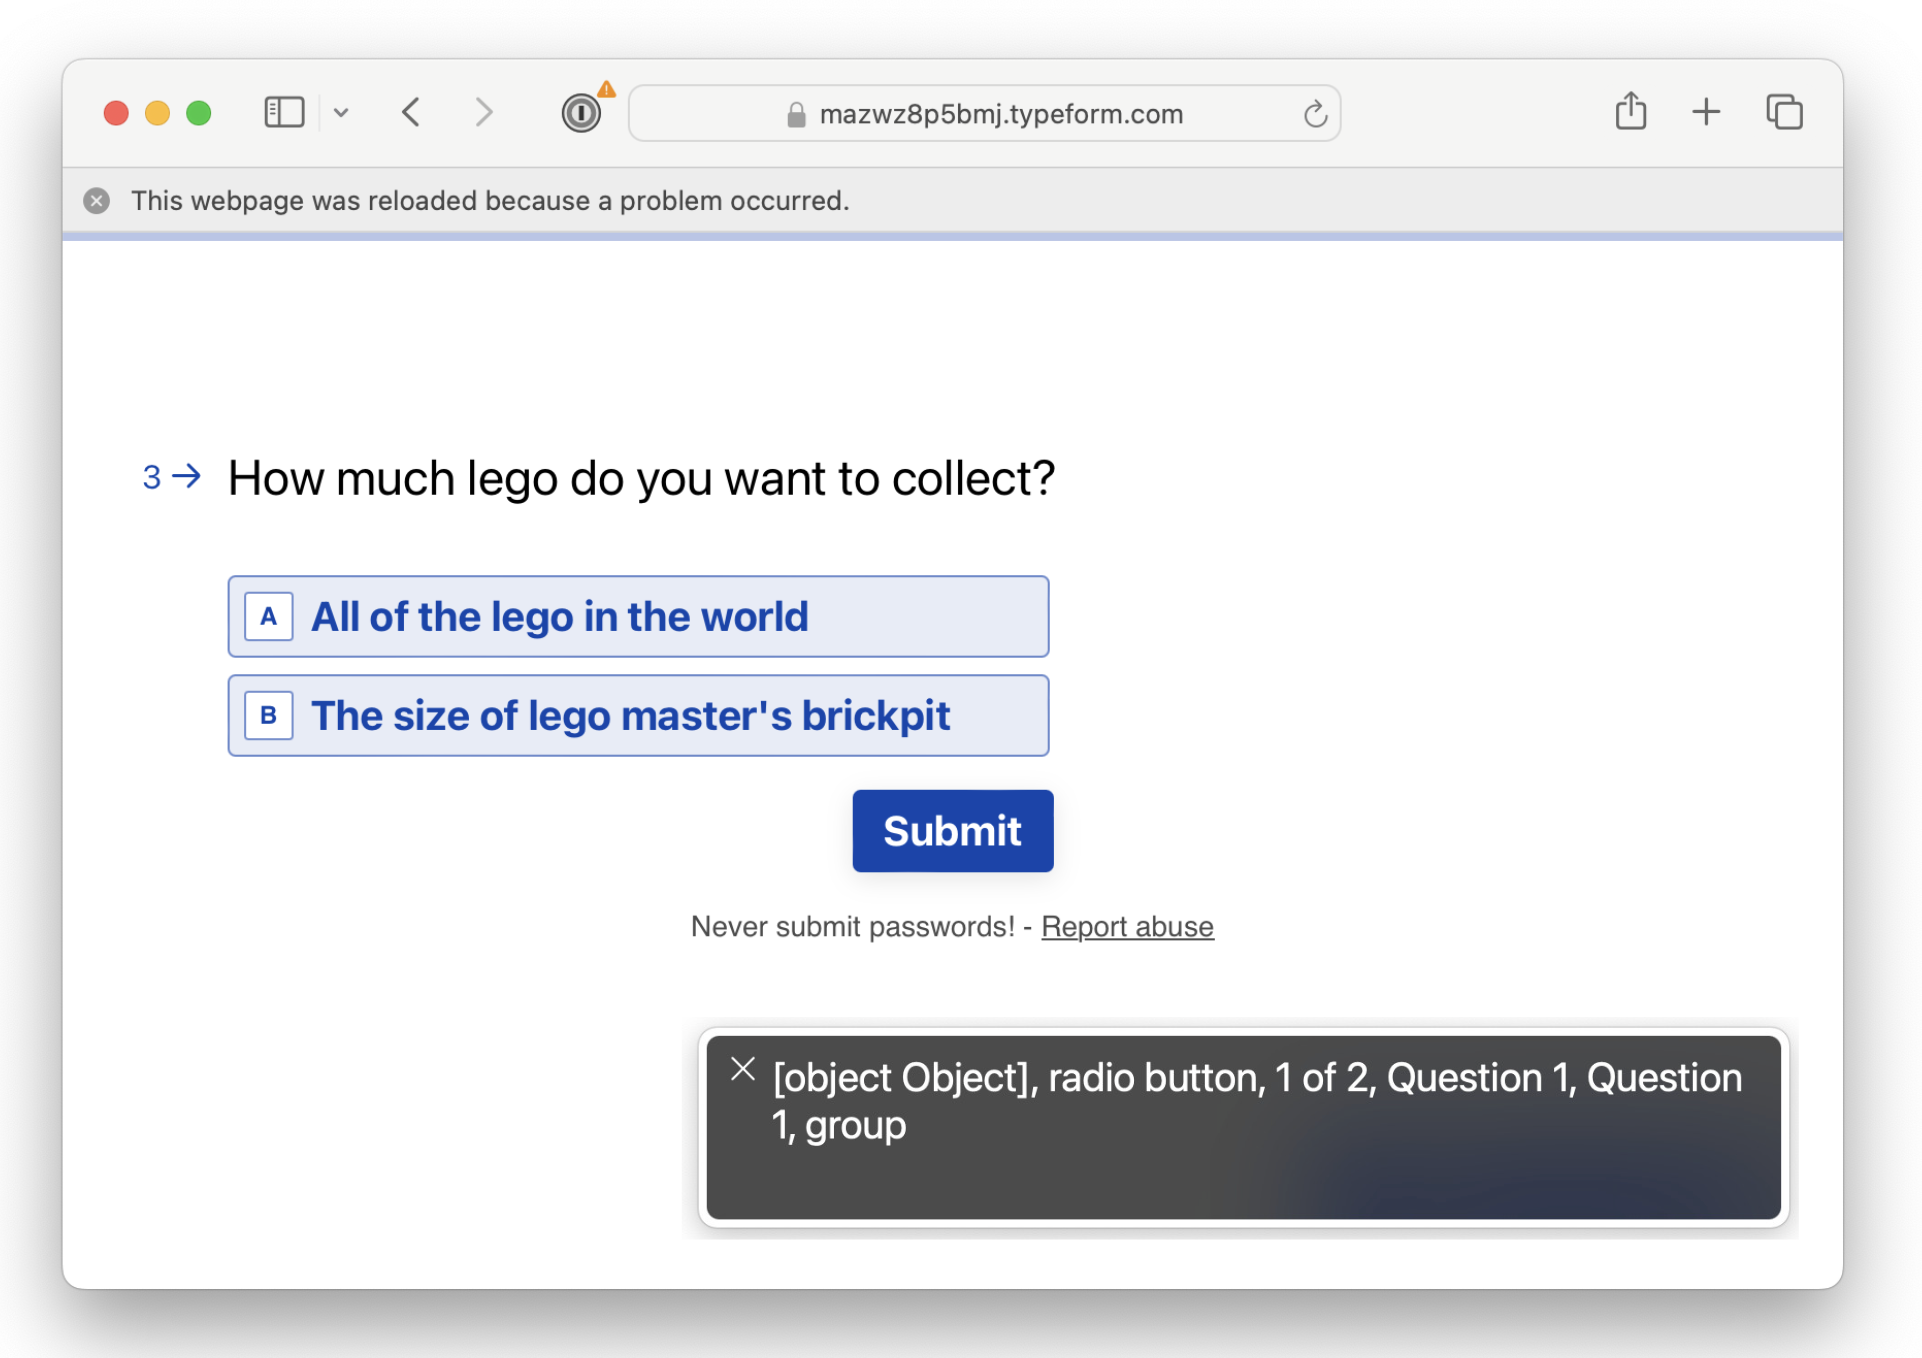 mazwz8p5bmj.typeform.com
This webpage was reloaded because a problem occurred.
3 → How much lego do you want to collect?
A All of the lego in the world
B The size of lego master's brickpit
Submit
Never submit passwords! - Report abuse
[object Object], radio button, 1 of 2, Question 1, Question
1, group